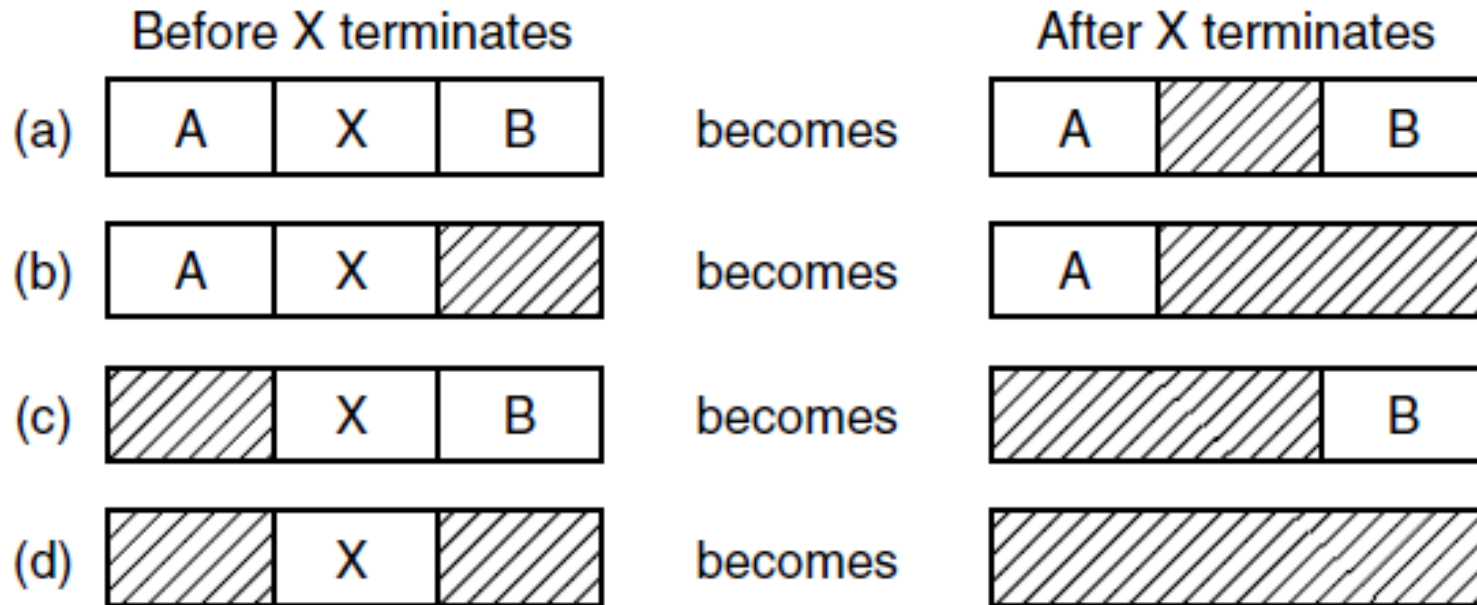 Before X terminates After X terminates
(a) A X B becomes A B
(b) A X becomes A
(c) X B becomes B
(d) X becomes